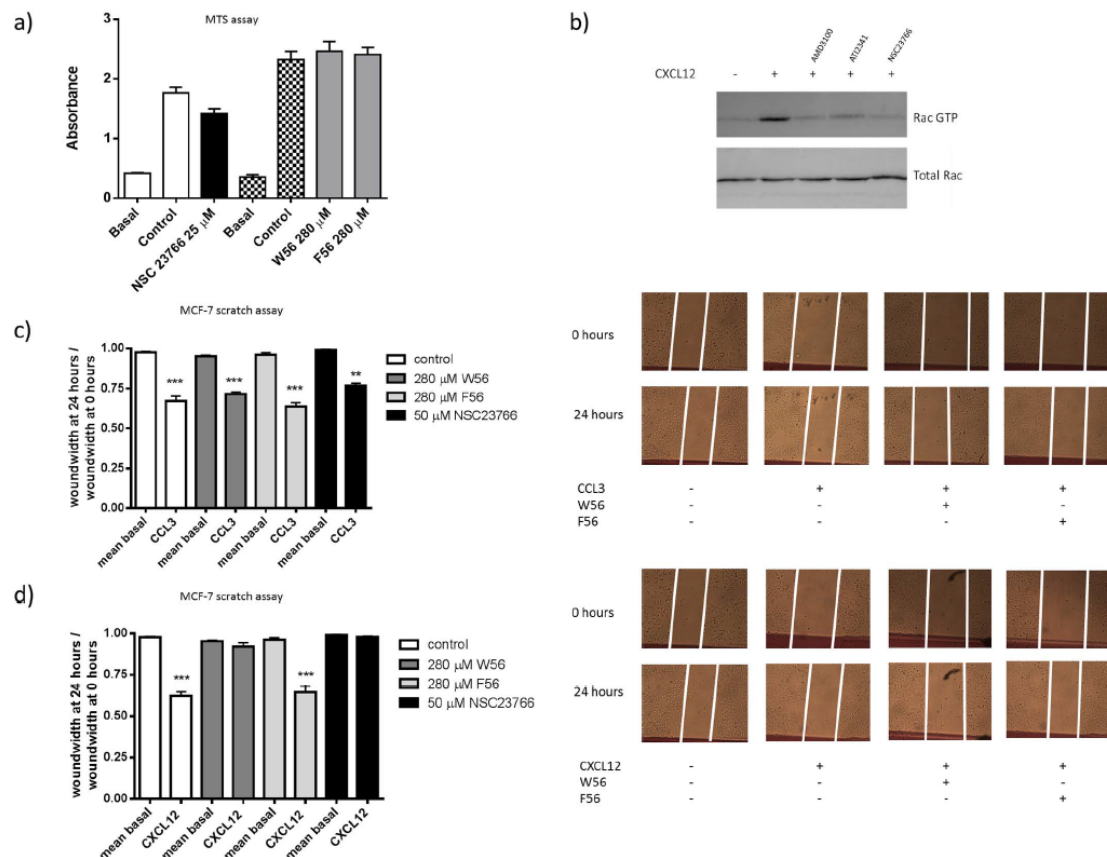 a)
MTS assay
Absorbance
3
2
1
0
Basal
Control
NSC 23766 25 µM
Basal
Control
W56 280 µM
F56 280 µM
b)
AMD3100
ATI2341
NSC23766
CXCL12 - + + + +
Rac GTP
Total Rac
c)
MCF-7 scratch assay
woundwidth at 24 hours /
woundwidth at 0 hours
1.00
0.75
0.50
0.25
0.00
*** *** *** **
mean basal
CCL3
mean basal
CCL3
mean basal
CCL3
mean basal
CCL3
control
280 µM W56
280 µM F56
50 µM NSC23766
0 hours
24 hours
CCL3 - + + +
W56 - - + -
F56 - - - +
d)
MCF-7 scratch assay
woundwidth at 24 hours /
woundwidth at 0 hours
1.00
0.75
0.50
0.25
0.00
*** ***
mean basal
CXCL12
mean basal
CXCL12
mean basal
CXCL12
mean basal
CXCL12
control
280 µM W56
280 µM F56
50 µM NSC23766
0 hours
24 hours
CXCL12 - + + +
W56 - - + -
F56 - - - +